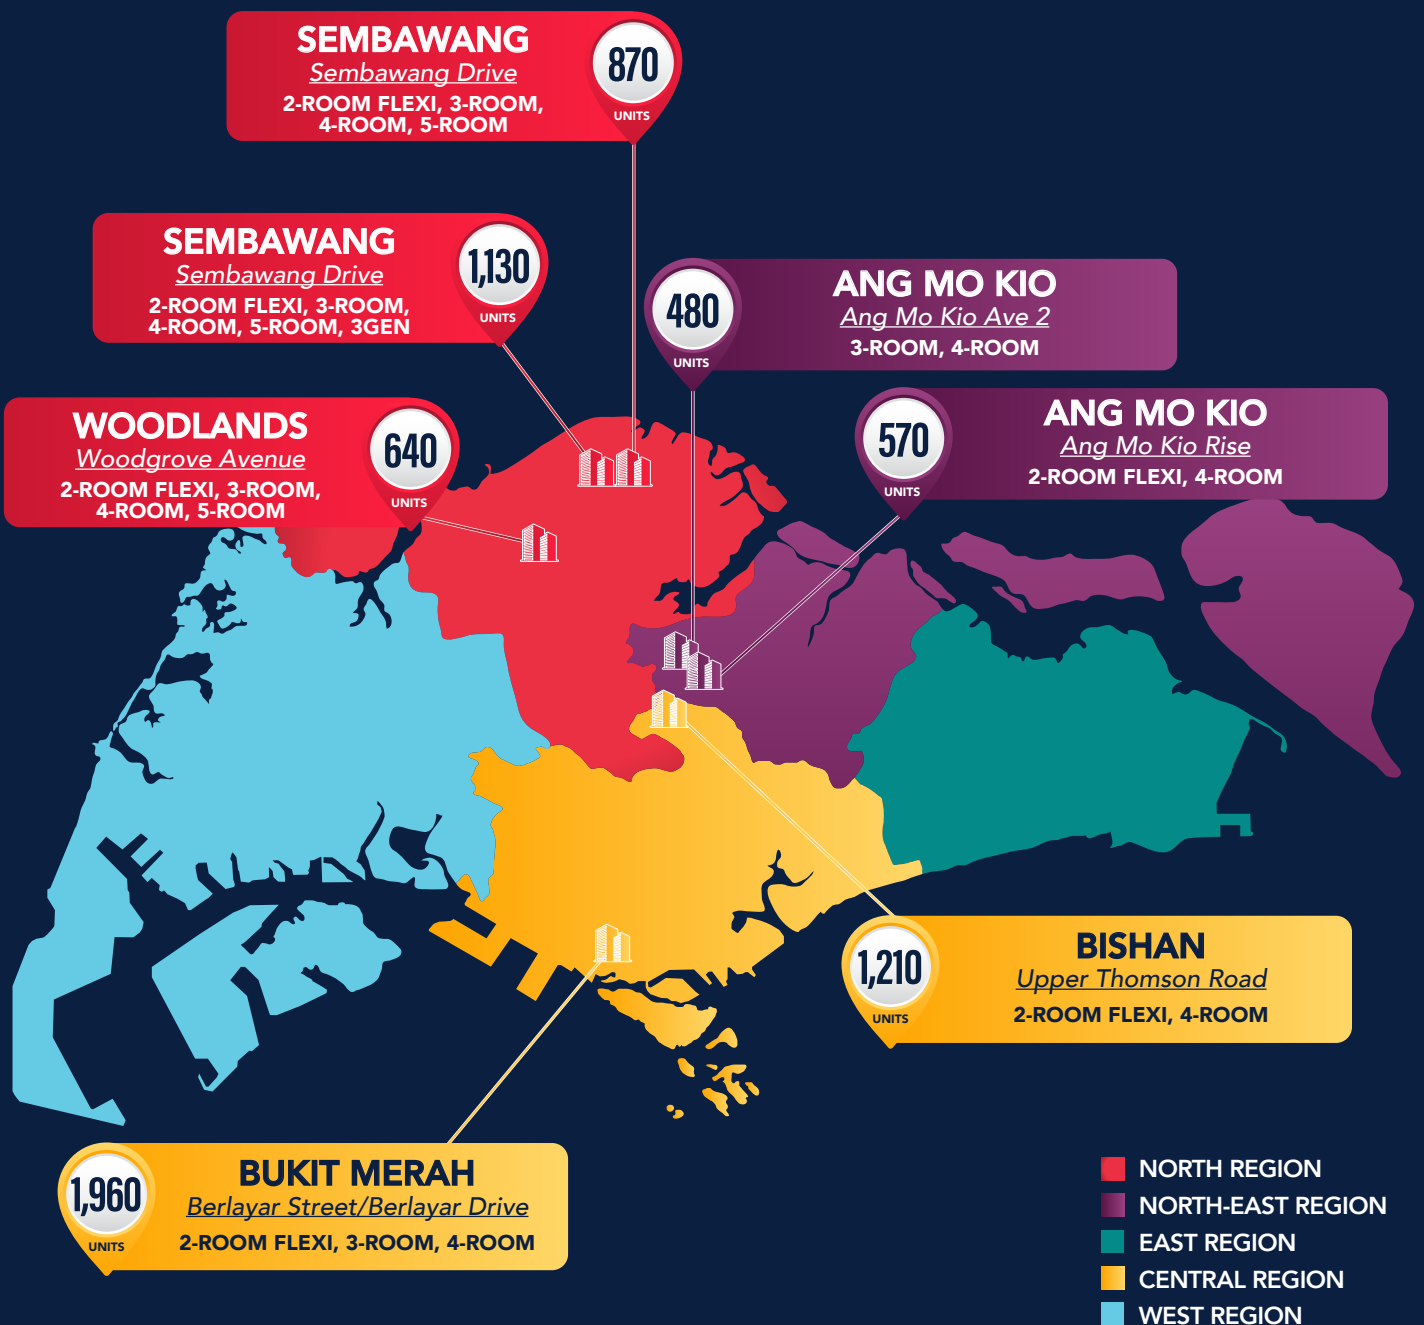 SEMBAWANG
Sembawang Drive
2-ROOM FLEXI, 3-ROOM,
4-ROOM, 5-ROOM
870
UNITS
SEMBAWANG
Sembawang Drive
2-ROOM FLEXI, 3-ROOM,
4-ROOM, 5-ROOM, 3GEN
1,130
UNITS
480
UNITS
ANG MO KIO
Ang Mo Kio Ave 2
3-ROOM, 4-ROOM
WOODLANDS
Woodgrove Avenue
2-ROOM FLEXI, 3-ROOM,
4-ROOM, 5-ROOM
640
UNITS
570
UNITS
ANG MO KIO
Ang Mo Kio Rise
2-ROOM FLEXI, 4-ROOM
1,210
UNITS
BISHAN
Upper Thomson Road
2-ROOM FLEXI, 4-ROOM
1,960
UNITS
BUKIT MERAH
Berlayar Street/Berlayar Drive
2-ROOM FLEXI, 3-ROOM, 4-ROOM
NORTH REGION
NORTH-EAST REGION
EAST REGION
CENTRAL REGION
WEST REGION